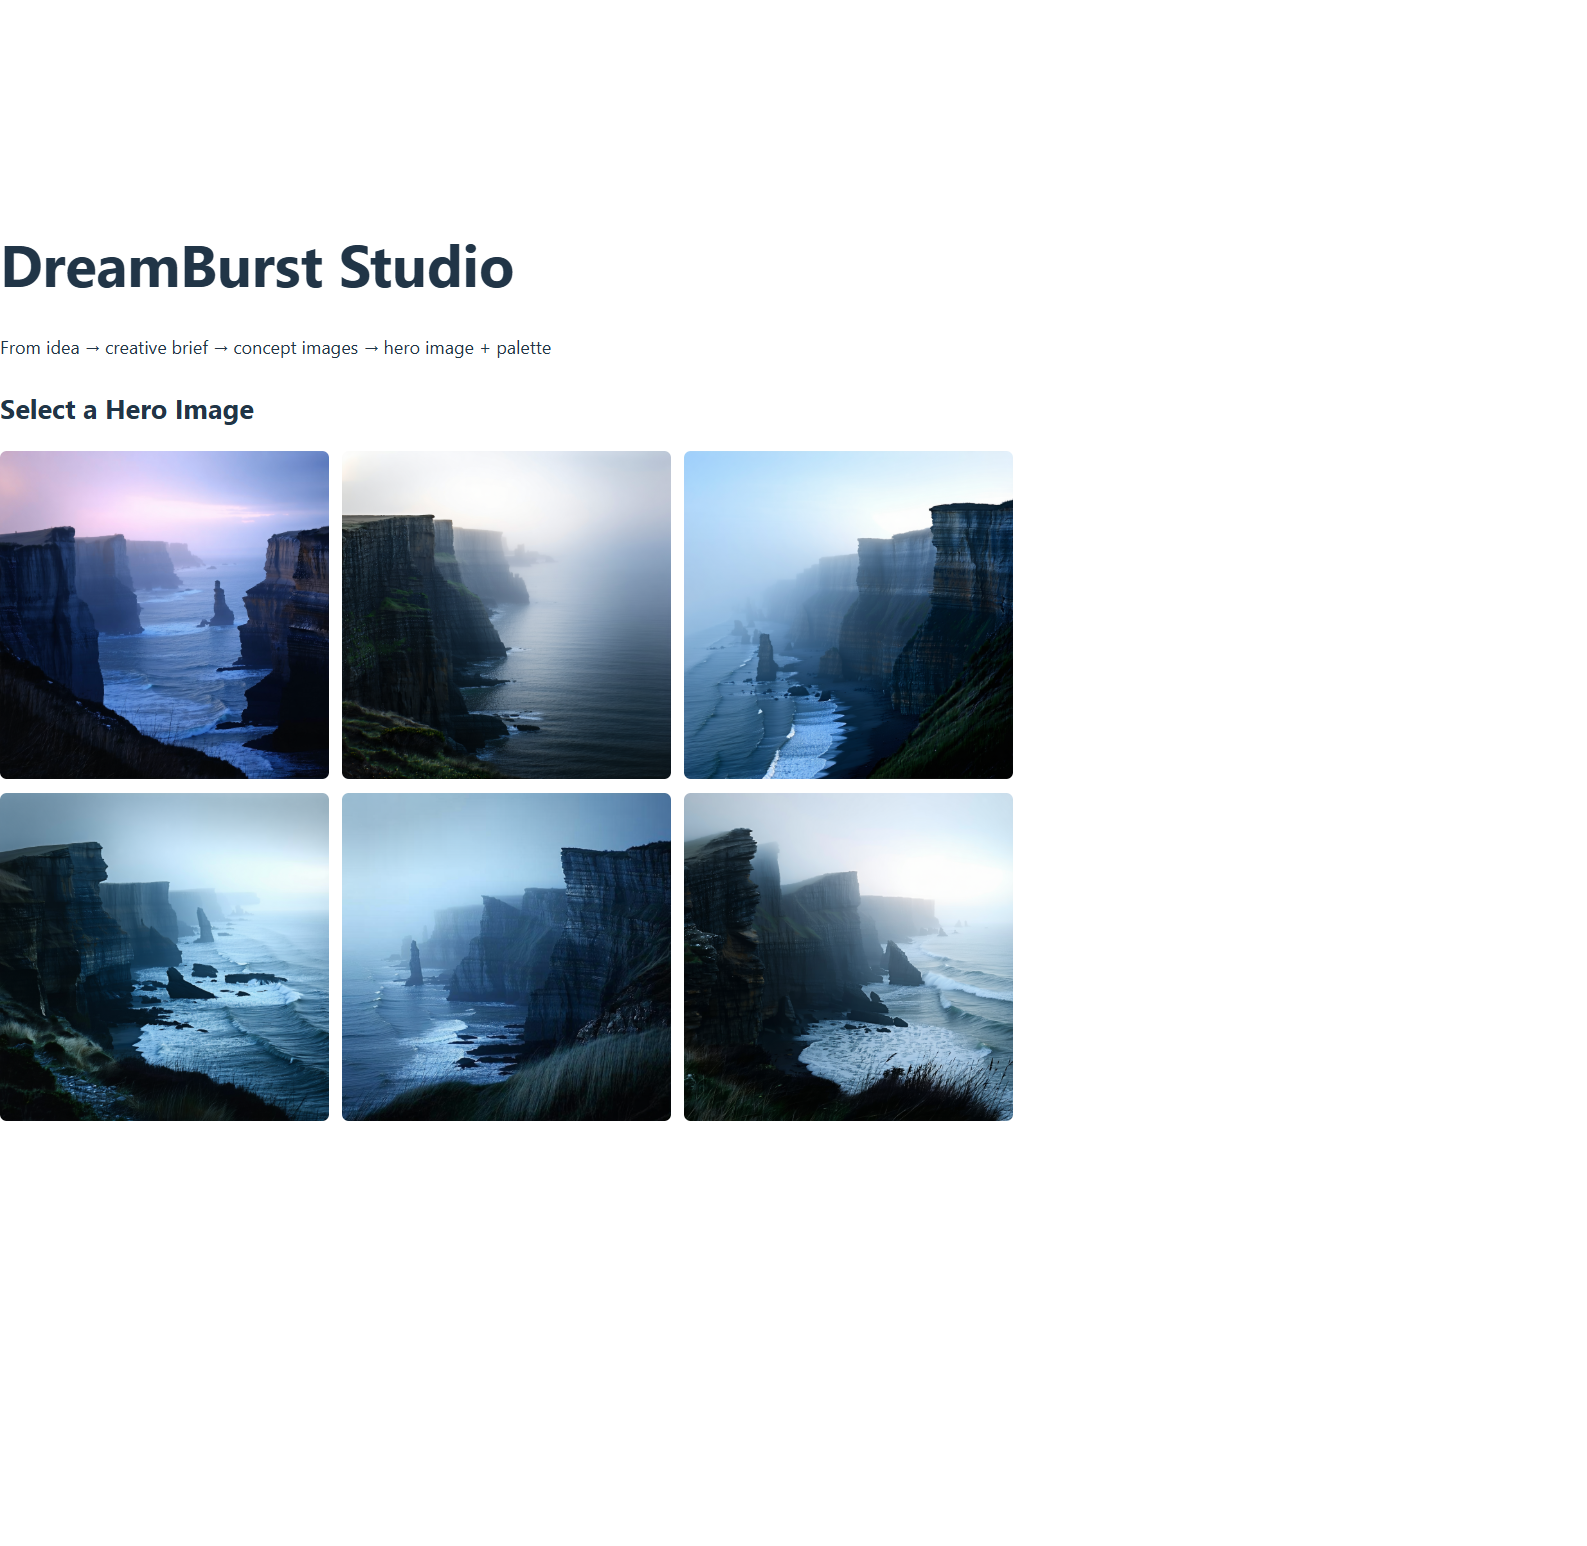 DreamBurst Studio
From idea → creative brief → concept images → hero image + palette
Select a Hero Image